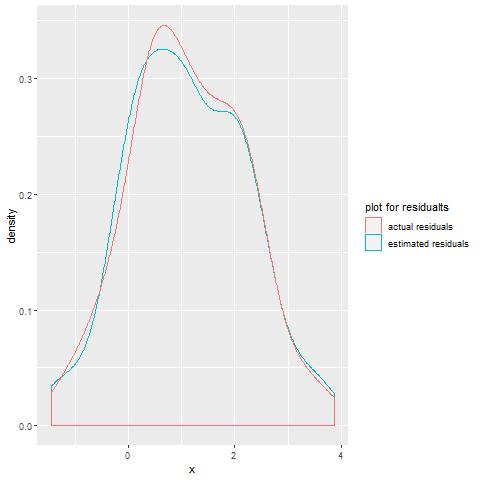 0.3
0.2
0.1
0.0
density
0
2
4
x
plot for residualts
actual residuals
estimated residuals